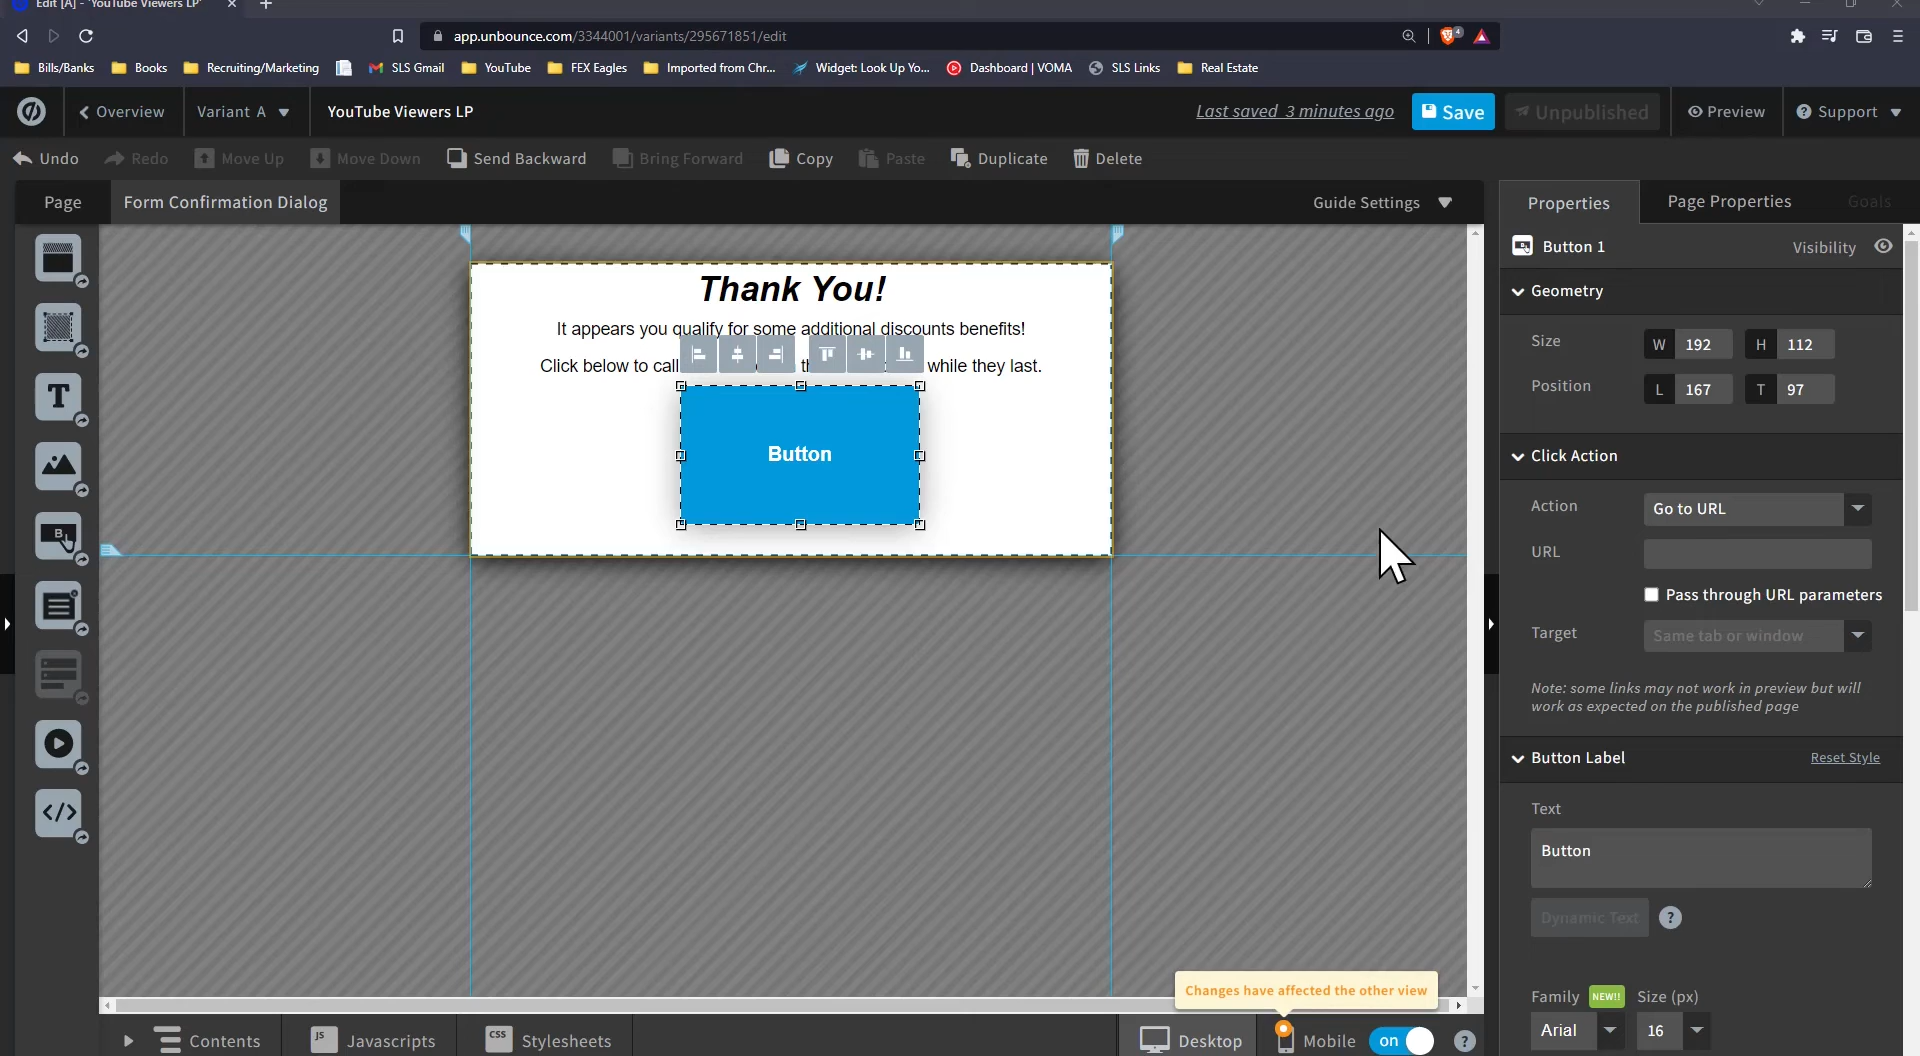 Edit [A] - 'YouTube Viewers LP'
app.unbounce.com/3344001/variants/295671851/edit
4
Bills/Banks Books Recruiting/Marketing SLS Gmail YouTube FEX Eagles Imported from Chr... Widget: Look Up Yo... Dashboard | VOMA SLS Links Real Estate
Overview Variant A YouTube Viewers LP Last saved 3 minutes ago Save Unpublished Preview ? Support
Undo Redo Move Up Move Down Send Backward Bring Forward Copy Paste Duplicate Delete
Page Form Confirmation Dialog Guide Settings Properties Page Properties Goals
Button 1 Visibility
Thank You!
It appears you qualify for some additional discounts benefits!
Click below to call th while they last.
Button
T
B
</>
Geometry
Size W 192 H 112
Position L 167 T 97
Click Action
Action Go to URL
URL
Pass through URL parameters
Target Same tab or window
Note: some links may not work in preview but will
work as expected on the published page
Button Label Reset Style
Text
Button
Dynamic Text ?
Family NEW!! Size (px)
Arial 16
Changes have affected the other view
Contents JS Javascripts CSS Stylesheets Desktop Mobile on ?